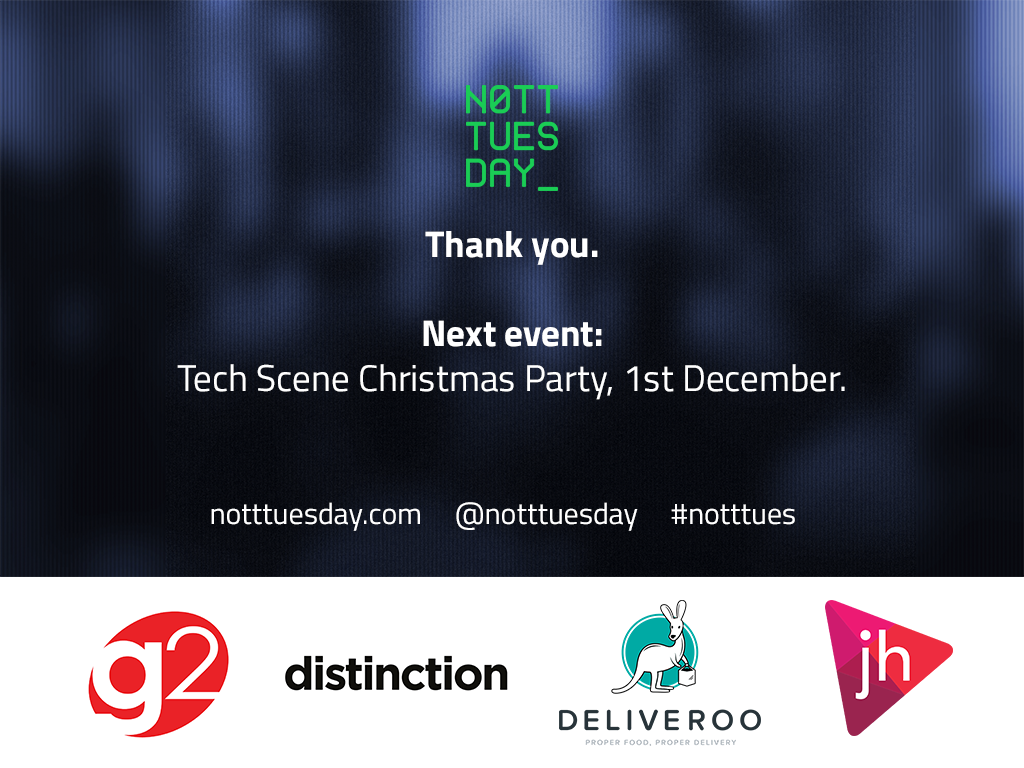 NØTT
TUES
DAY_
Thank you.
Next event:
Tech Scene Christmas Party, 1st December.
notttuesday.com @notttuesday #notttues
g2
distinction
DELIVEROO
PROPER FOOD, PROPER DELIVERY
jh